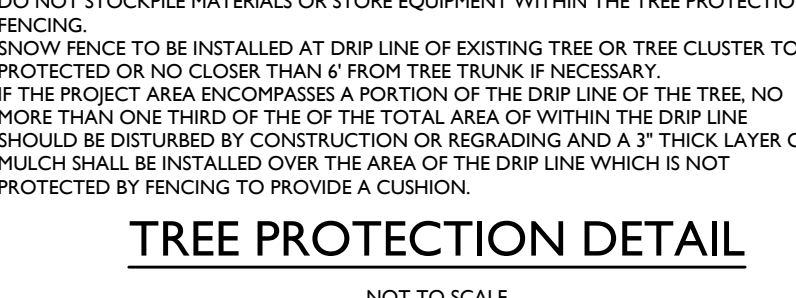 DO NOT STOCKPILE MATERIALS OR STORE EQUIPMENT WITHIN THE TREE PROTECTIO
FENCING.
SNOW FENCE TO BE INSTALLED AT DRIP LINE OF EXISTING TREE OR TREE CLUSTER TO
PROTECTED OR NO CLOSER THAN 6' FROM TREE TRUNK IF NECESSARY.
IF THE PROJECT AREA ENCOMPASSES A PORTION OF THE DRIP LINE OF THE TREE, NO
MORE THAN ONE THIRD OF THE OF THE TOTAL AREA OF WITHIN THE DRIP LINE
SHOULD BE DISTURBED BY CONSTRUCTION OR REGRADING AND A 3" THICK LAYER
MULCH SHALL BE INSTALLED OVER THE AREA OF THE DRIP LINE WHICH IS NOT
PROTECTED BY FENCING TO PROVIDE A CUSHION.
TREE PROTECTION DETAIL
NOT TO SCALE